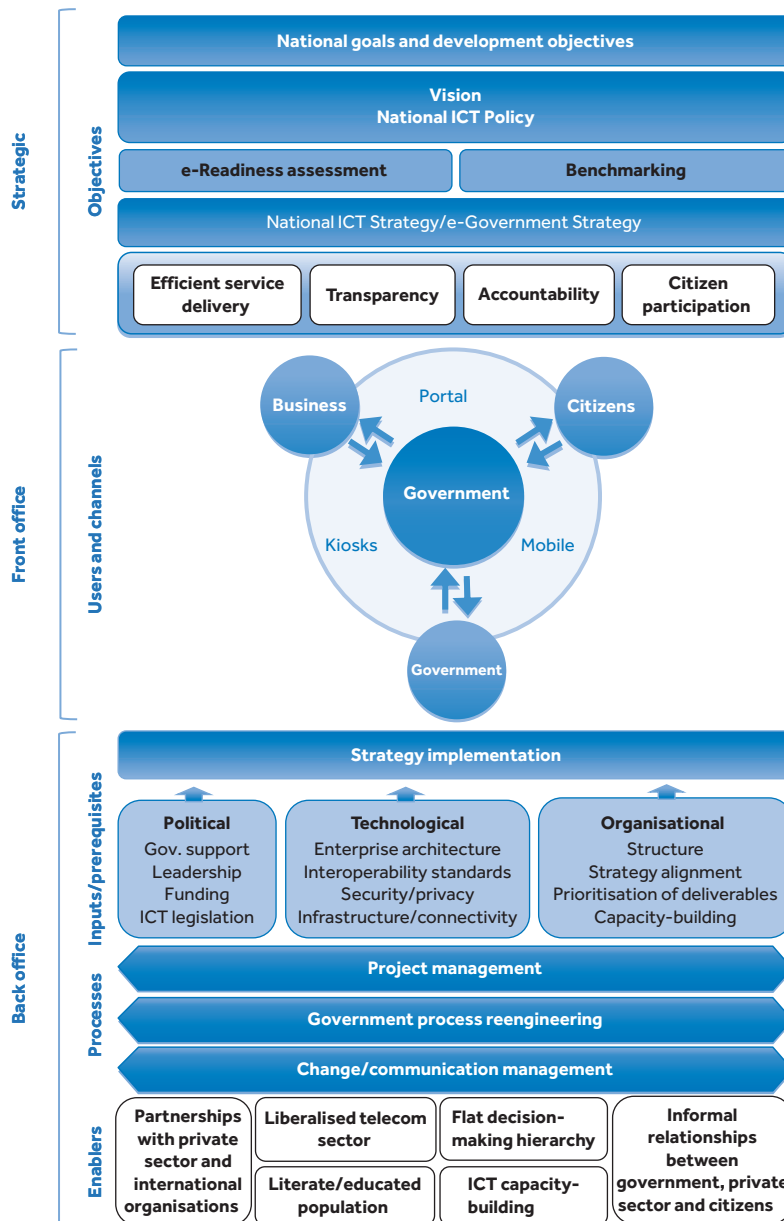 Strategic
Objectives
National goals and development objectives
Vision
National ICT Policy
e-Readiness assessment
Benchmarking
National ICT Strategy/e-Government Strategy
Efficient service
delivery
Transparency
Accountability
Citizen
participation
Front office
Users and channels
Business
Portal
Citizens
Government
Kiosks
Mobile
Government
Back office
Inputs/prerequisites
Strategy implementation
Political
Gov. support
Leadership
Funding
ICT legislation
Technological
Enterprise architecture
Interoperability standards
Security/privacy
Infrastructure/connectivity
Organisational
Structure
Strategy alignment
Prioritisation of deliverables
Capacity-building
Processes
Project management
Government process reengineering
Change/communication management
Enablers
Partnerships
with private
sector and
international
organisations
Liberalised telecom
sector
Literate/educated
population
Flat decision-
making hierarchy
ICT capacity-
building
Informal
relationships
between
government, private
sector and citizens